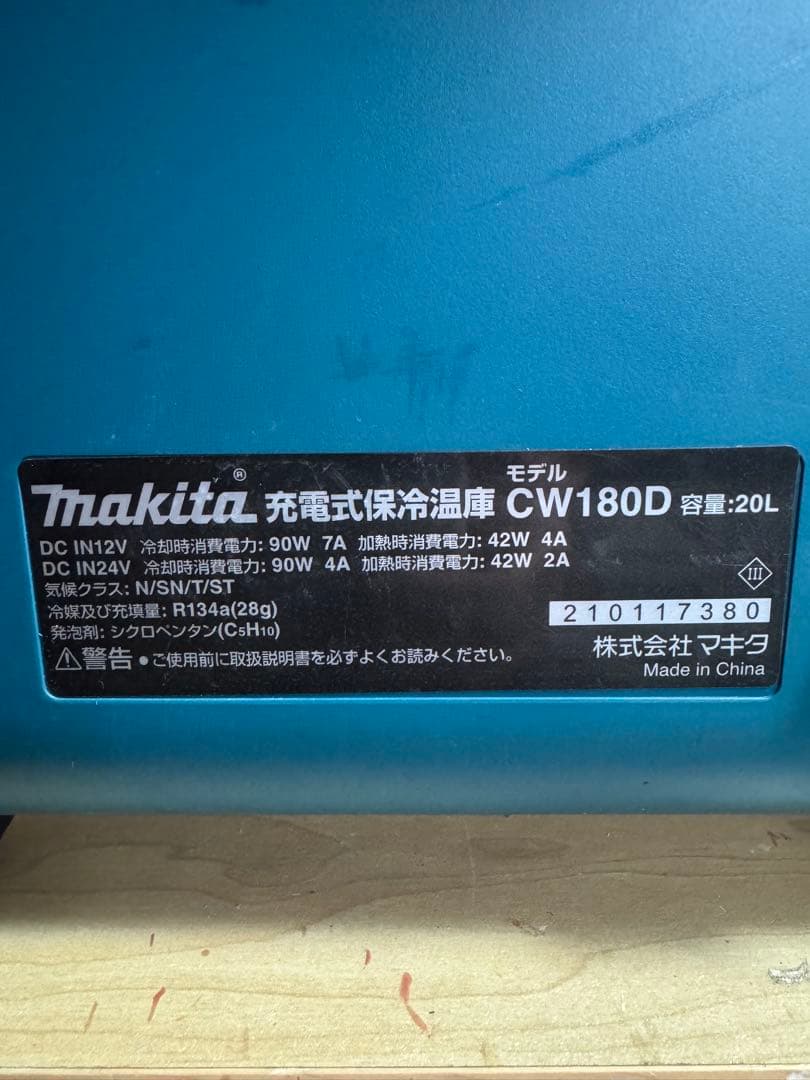 モデル
makita® 充電式保冷温庫 CW180D 容量:20L
DC IN12V 冷却時消費電力: 90W 7A 加熱時消費電力: 42W 4A
DC IN24V 冷却時消費電力: 90W 4A 加熱時消費電力: 42W 2A
気候クラス: N/SN/T/ST
III
冷媒及び充填量: R134a(28g)
210117380
発泡剤: シクロペンタン(C5H10)
株式会社 マキタ
⚠警告 ●ご使用前に取扱説明書を必ずよくお読みください。
Made in China